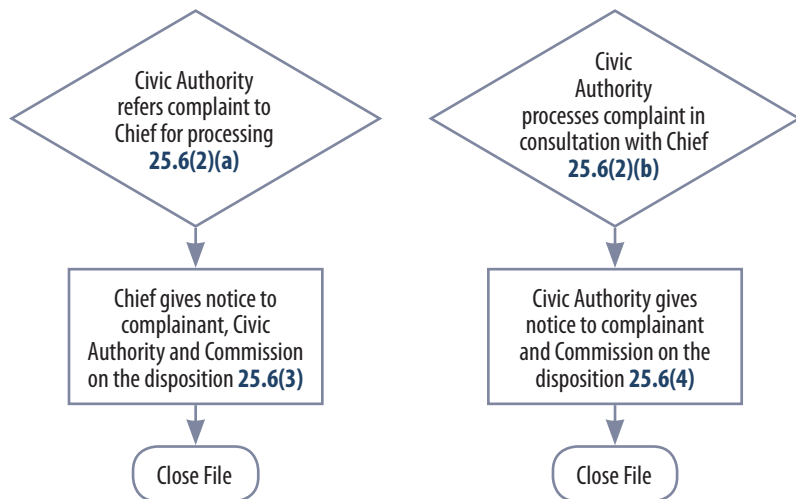 Civic Authority
refers complaint to
Chief for processing
25.6(2)(a)
Chief gives notice to
complainant, Civic
Authority and Commission
on the disposition 25.6(3)
Close File
Civic
Authority
processes complaint in
consultation with Chief
25.6(2)(b)
Civic Authority gives
notice to complainant
and Commission on the
disposition 25.6(4)
Close File